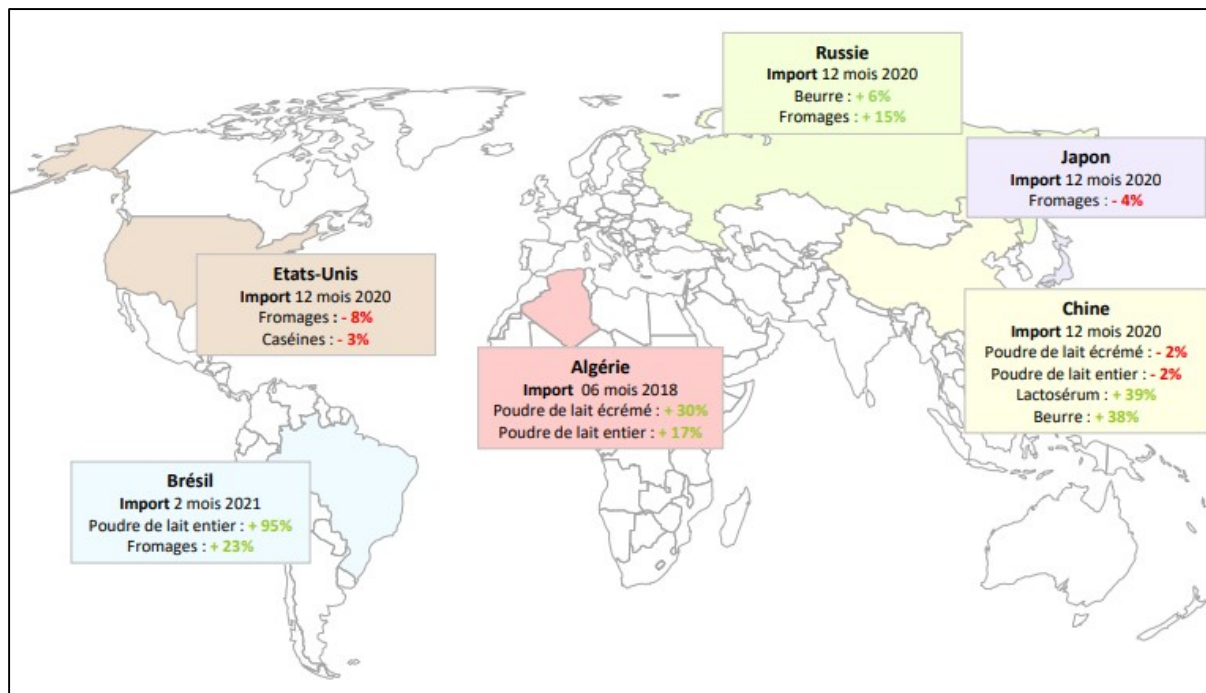 Russie
Import 12 mois 2020
Beurre : + 6%
Fromages : + 15%
Japon
Import 12 mois 2020
Fromages : - 4%
Etats-Unis
Import 12 mois 2020
Fromages : - 8%
Caséines : - 3%
Chine
Import 12 mois 2020
Poudre de lait écrémé : - 2%
Poudre de lait entier : - 2%
Lactosérum : + 39%
Beurre : + 38%
Algérie
Import 06 mois 2018
Poudre de lait écrémé : + 30%
Poudre de lait entier : + 17%
Brésil
Import 2 mois 2021
Poudre de lait entier : + 95%
Fromages : + 23%